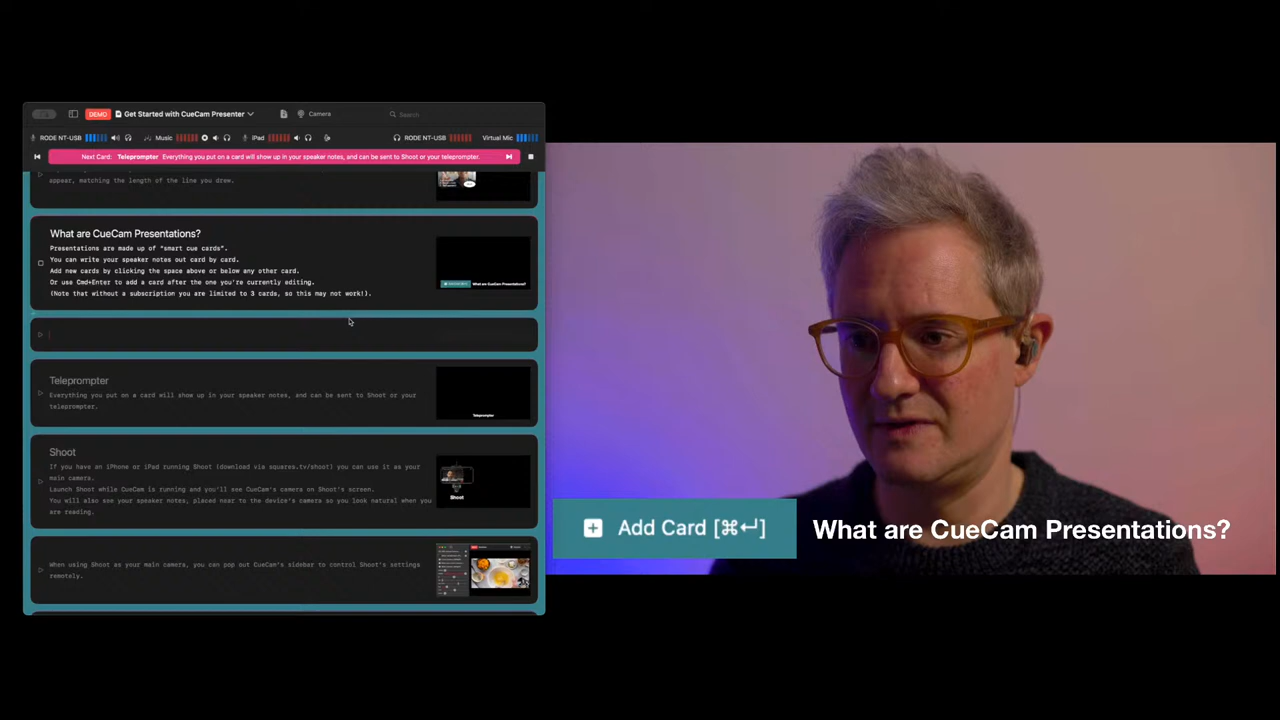 DEMO Get Started with CueCam Presenter Camera Search
RODE NT-USB Music iPad RODE NT-USB Virtual Mic
Next Card: Teleprompter Everything you put on a card will show up in your speaker notes, and can be sent to Shoot or your teleprompter.
appear, matching the length of the line you drew.
What are CueCam Presentations?
Presentations are made up of "smart cue cards".
You can write your speaker notes out card by card.
Add new cards by clicking the space above or below any other card.
Or use Cmd+Enter to add a card after the one you're currently editing.
(Note that without a subscription you are limited to 3 cards, so this may not work!).
What are CueCam Presentations?
Teleprompter
Everything you put on a card will show up in your speaker notes, and can be sent to Shoot or your
teleprompter.
Teleprompter
Shoot
If you have an iPhone or iPad running Shoot (download via squares.tv/shoot) you can use it as your
main camera.
Launch Shoot while CueCam is running and you'll see CueCam's camera on Shoot's screen.
You will also see your speaker notes, placed near to the device's camera so you look natural when you
are reading.
Shoot
When using Shoot as your main camera, you can pop out CueCam's sidebar to control Shoot's settings
remotely.
Add Card [⌘↵]
What are CueCam Presentations?